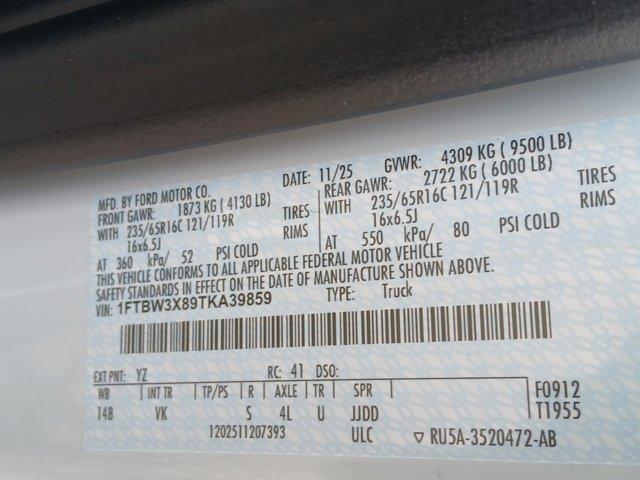 MFD. BY FORD MOTOR CO. DATE: 11/25 GVWR: 4309 KG ( 9500 LB)
FRONT GAWR: 1873 KG ( 4130 LB) REAR GAWR: 2722 KG ( 6000 LB)
WITH 235/65R16C 121/119R TIRES WITH 235/65R16C 121/119R TIRES
16x6.5J RIMS 16x6.5J RIMS
AT 360 kPa/ 52 PSI COLD AT 550 kPa/ 80 PSI COLD
THIS VEHICLE CONFORMS TO ALL APPLICABLE FEDERAL MOTOR VEHICLE
SAFETY STANDARDS IN EFFECT ON THE DATE OF MANUFACTURE SHOWN ABOVE.
VIN: 1FTBW3X89TKA39859 TYPE: Truck
EXT PNT: YZ RC: 41 DSO:
WB INT TR TP/PS R AXLE TR SPR F0912
148 VK S 4L U JJDD T1955
1202511207393 ULC ▽ RU5A-3520472-AB